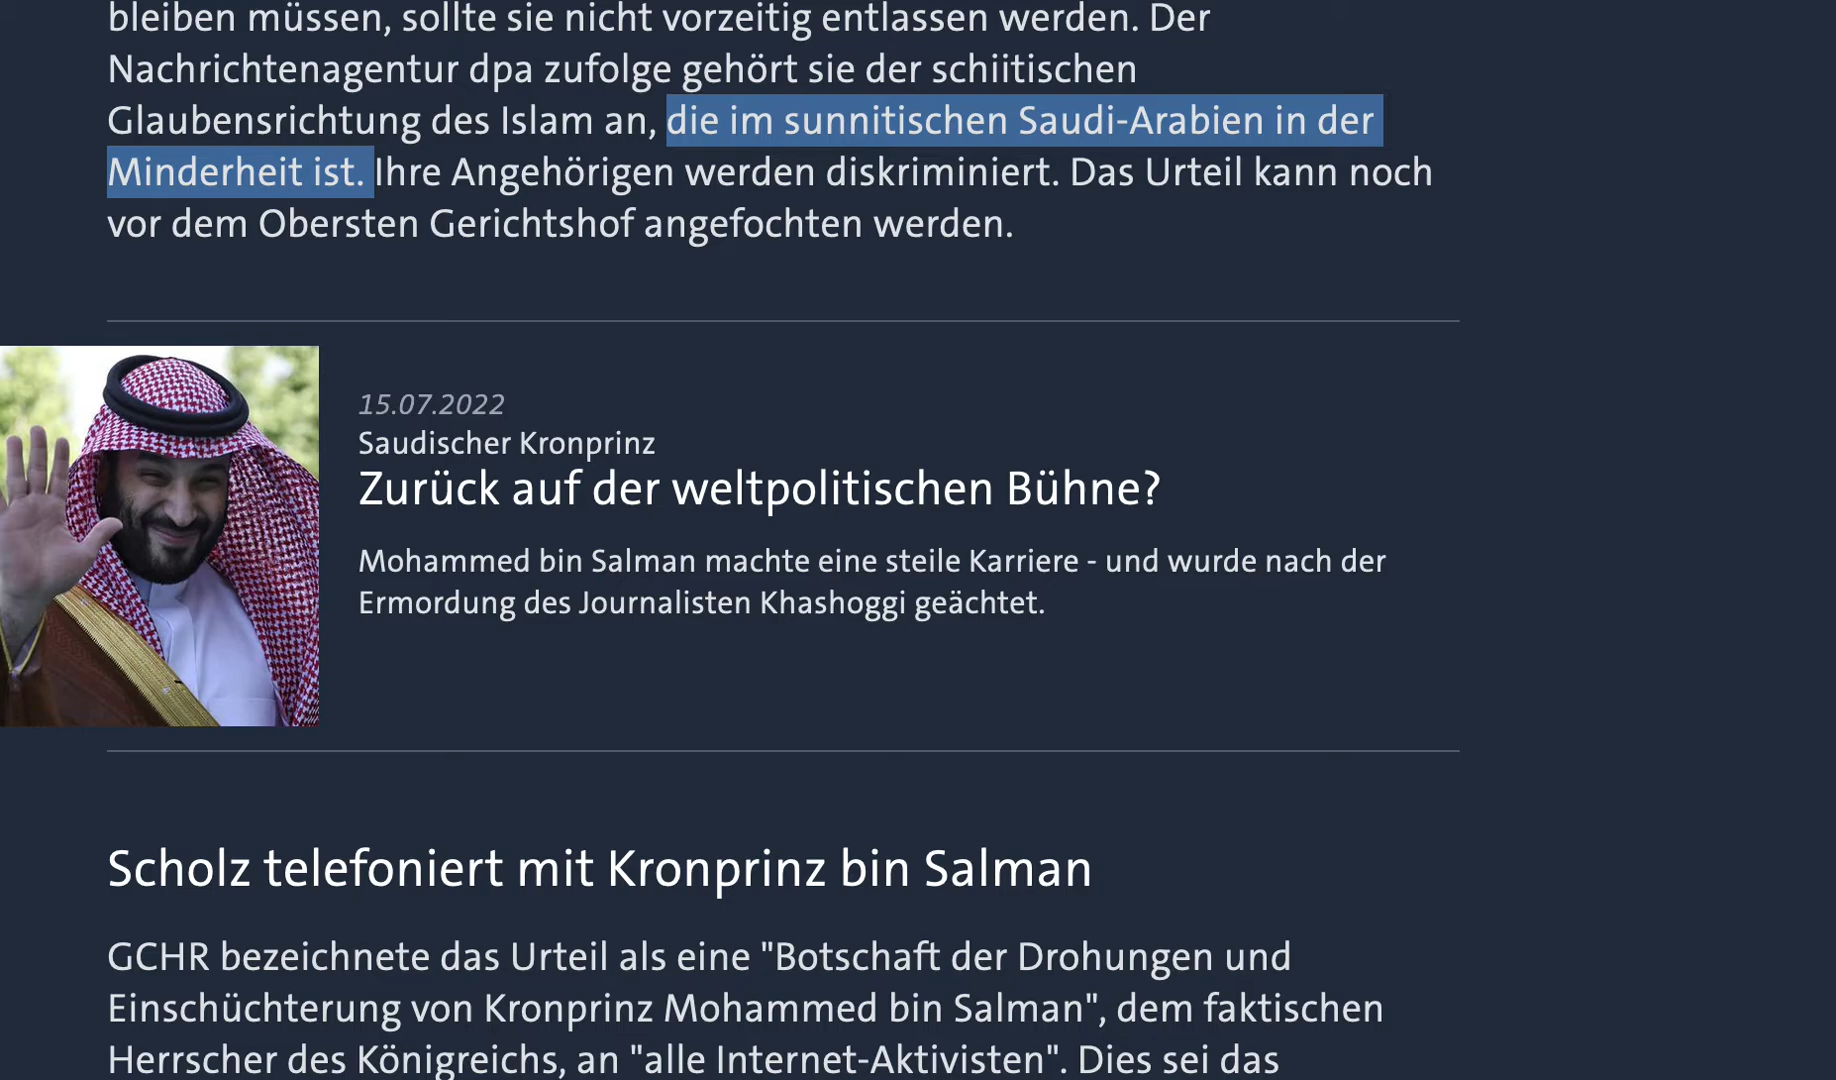 bleiben müssen, sollte sie nicht vorzeitig entlassen werden. Der
Nachrichtenagentur dpa zufolge gehört sie der schiitischen
Glaubensrichtung des Islam an, die im sunnitischen Saudi-Arabien in der
Minderheit ist. Ihre Angehörigen werden diskriminiert. Das Urteil kann noch
vor dem Obersten Gerichtshof angefochten werden.
15.07.2022
Saudischer Kronprinz
Zurück auf der weltpolitischen Bühne?
Mohammed bin Salman machte eine steile Karriere - und wurde nach der
Ermordung des Journalisten Khashoggi geächtet.
Scholz telefoniert mit Kronprinz bin Salman
GCHR bezeichnete das Urteil als eine "Botschaft der Drohungen und
Einschüchterung von Kronprinz Mohammed bin Salman", dem faktischen
Herrscher des Königreichs, an "alle Internet-Aktivisten". Dies sei das